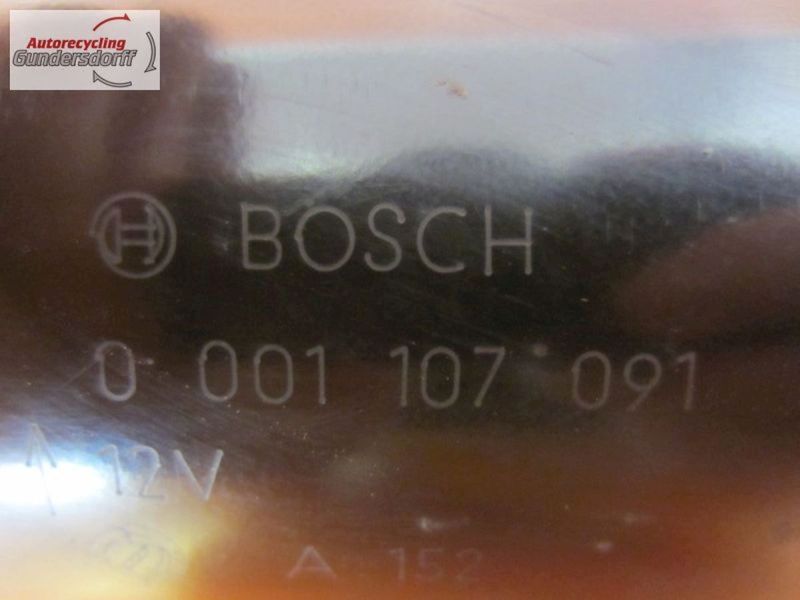 Autorecycling
Gundersdorff
BOSCH
0 001 107 091
12V
A 152